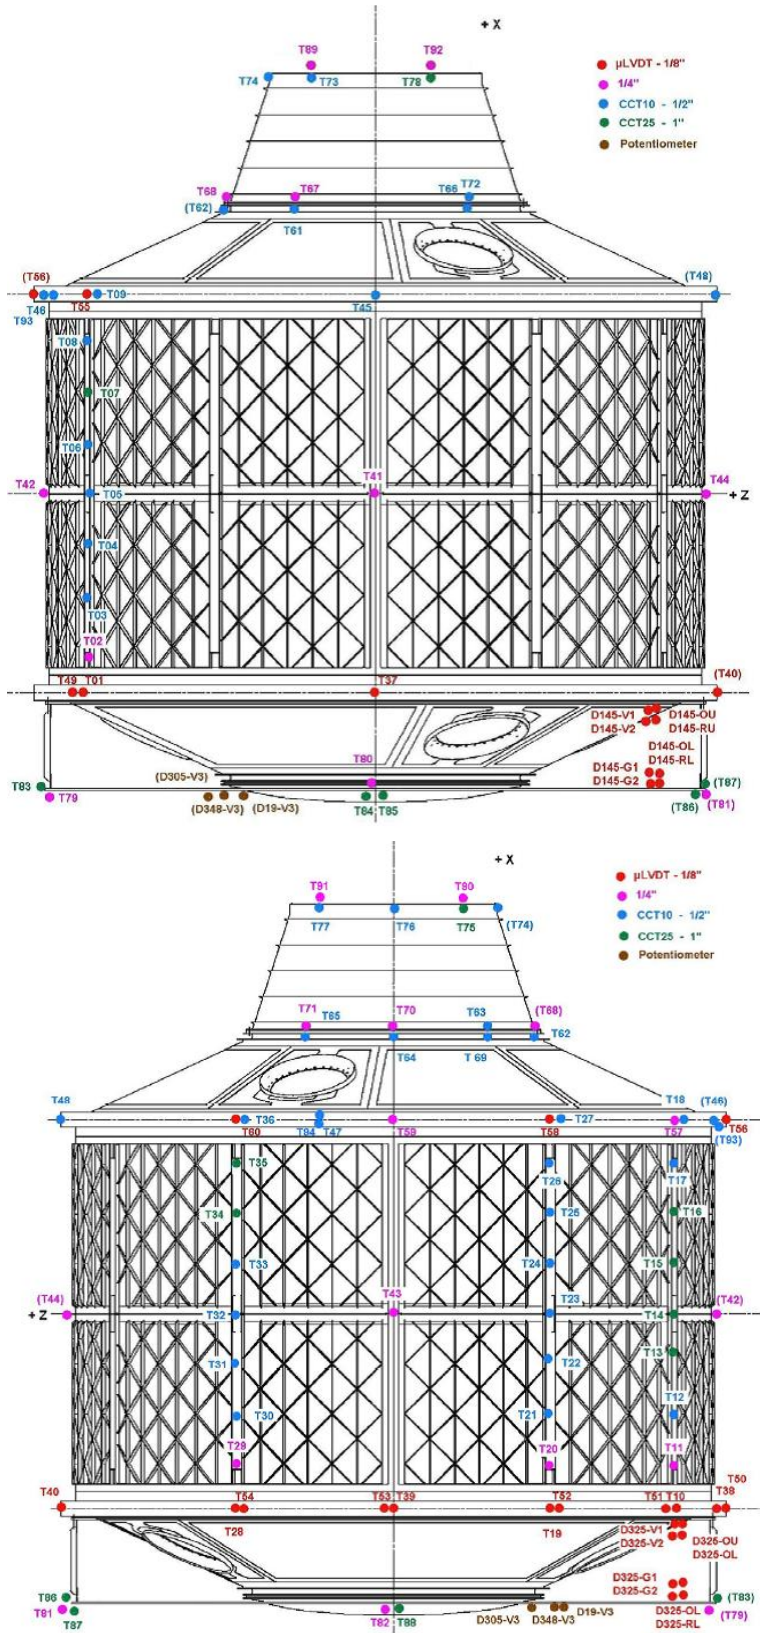 + X
T89
T92
µLVDT - 1/8"
T74
T73
T78
1/4"
CCT10 - 1/2"
CCT25 - 1"
Potentiometer
T68
T67
T66
T72
(T62)
T61
(T56)
(T48)
T46
T55
T09
T45
T93
T08
T07
T06
T42
T41
T44
T05
+ Z
T04
T03
T02
T49
T01
T37
(T40)
D145-V1
D145-OU
D145-V2
D145-RU
D145-OL
D145-RL
T80
D145-G1
(D305-V3)
D145-G2
(T87)
T83
T79
(D348-V3)
(D19-V3)
T84
T85
(T86)
(T81)
+ X
T91
T90
µLVDT - 1/8"
1/4"
T77
T76
T75
(T74)
CCT10 - 1/2"
CCT25 - 1"
Potentiometer
T71
T65
T70
T63
(T68)
T62
T64
T 69
T48
T18
(T46)
T36
T27
T60
T94
T47
T59
T58
T57
T56
(T93)
T35
T26
T17
T34
T25
T16
T33
T24
T15
(T44)
T43
T23
(T42)
+ Z
T32
T14
T31
T22
T13
T30
T21
T12
T29
T20
T11
T50
T40
T54
T53
T39
T52
T51
T10
T38
T28
T19
D325-V1
D325-V2
D325-OU
D325-OL
D325-G1
D325-G2
T86
(T83)
T81
T87
T82
T88
D305-V3
D348-V3
D19-V3
D325-OL
D325-RL
(T79)